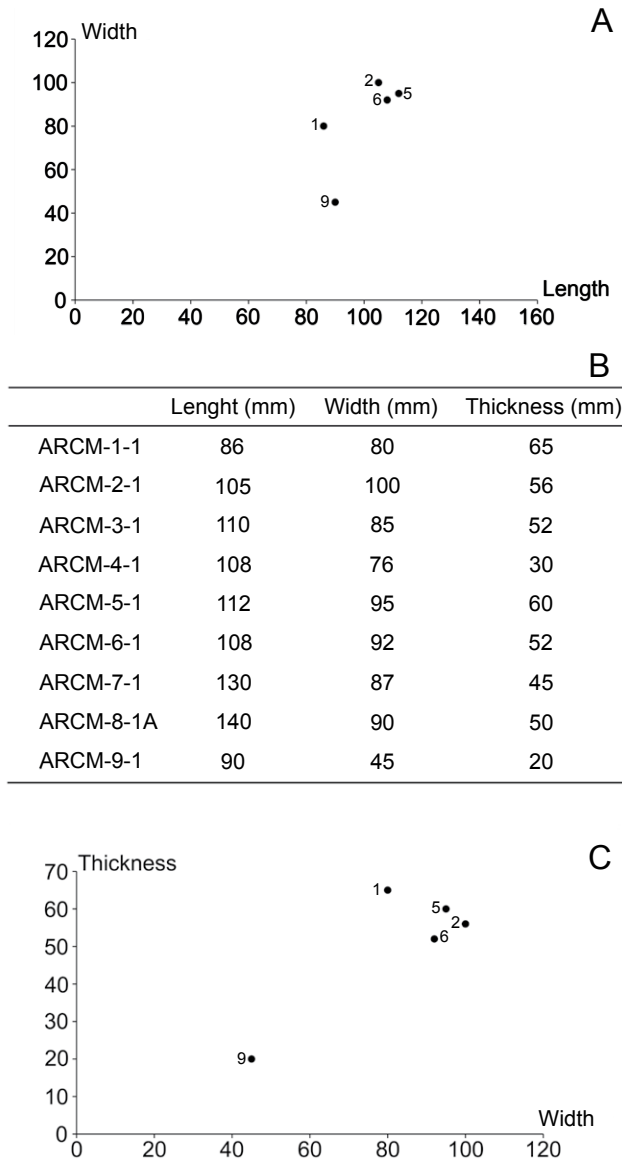 A
Width
120
100
80
60
40
20
0
2
5
6
1
9
Length
0 20 40 60 80 100 120 140 160
B
Lenght (mm) Width (mm) Thickness (mm)
ARCM-1-1 86 80 65
ARCM-2-1 105 100 56
ARCM-3-1 110 85 52
ARCM-4-1 108 76 30
ARCM-5-1 112 95 60
ARCM-6-1 108 92 52
ARCM-7-1 130 87 45
ARCM-8-1A 140 90 50
ARCM-9-1 90 45 20
C
Thickness
70
60
50
40
30
20
10
0
1
5
2
6
9
Width
0 20 40 60 80 100 120